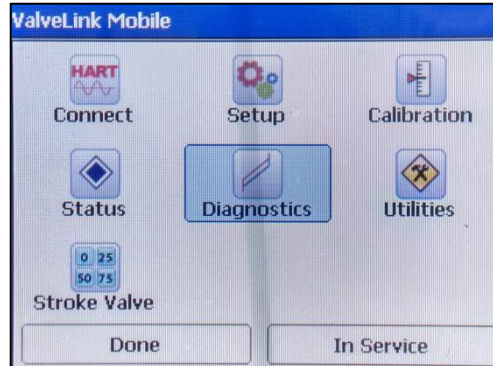 ValveLink Mobile
HART
Connect
Setup
Calibration
Status
Diagnostics
Utilities
0 25
50 75
Stroke Valve
Done
In Service